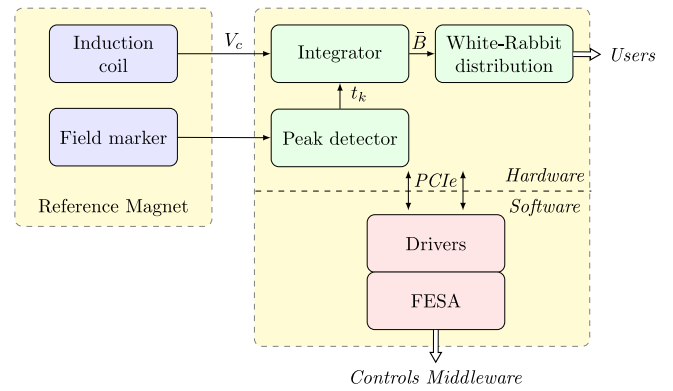 Induction
coil
V_c
Integrator
B̄
White-Rabbit
distribution
Users
t_k
Field marker
Peak detector
PCIe
Hardware
Reference Magnet
Software
Drivers
FESA
Controls Middleware